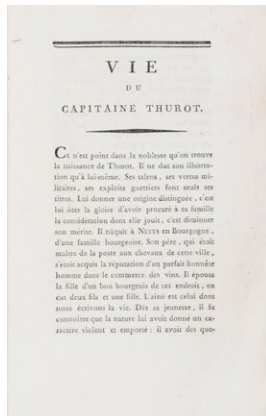 VIE
DU
CAPITAINE THUROT.
CE n'est point dans la noblesse qu'on trouve
la naissance de Thurot. Il ne dut son illustra-
tion qu'à lui-même. Ses talens, ses vertus mi-
litaires, ses exploits guerriers sont seuls ses
titres. Lui donner une origine distinguée, c'est
lui ôter la gloire d'avoir procuré à sa famille
la considération dont elle jouit, c'est diminuer
son mérite. Il nâquit à NUITS en Bourgogne,
d'une famille bourgeoise. Son père, qui étoit
maître de la poste aux chevaux de cette ville,
s'étoit acquis la réputation d'un parfait honnête
homme dans le commerce des vins. Il épousa
la fille d'un bon bourgeois de cet endroit, en
eut deux fils et une fille. L'aîné est celui dont
nous écrivons la vie. Dès sa jeunesse, il fit
connoître que la nature lui avoit donné un ca-
ractère violent et emporté : il avoit des que-